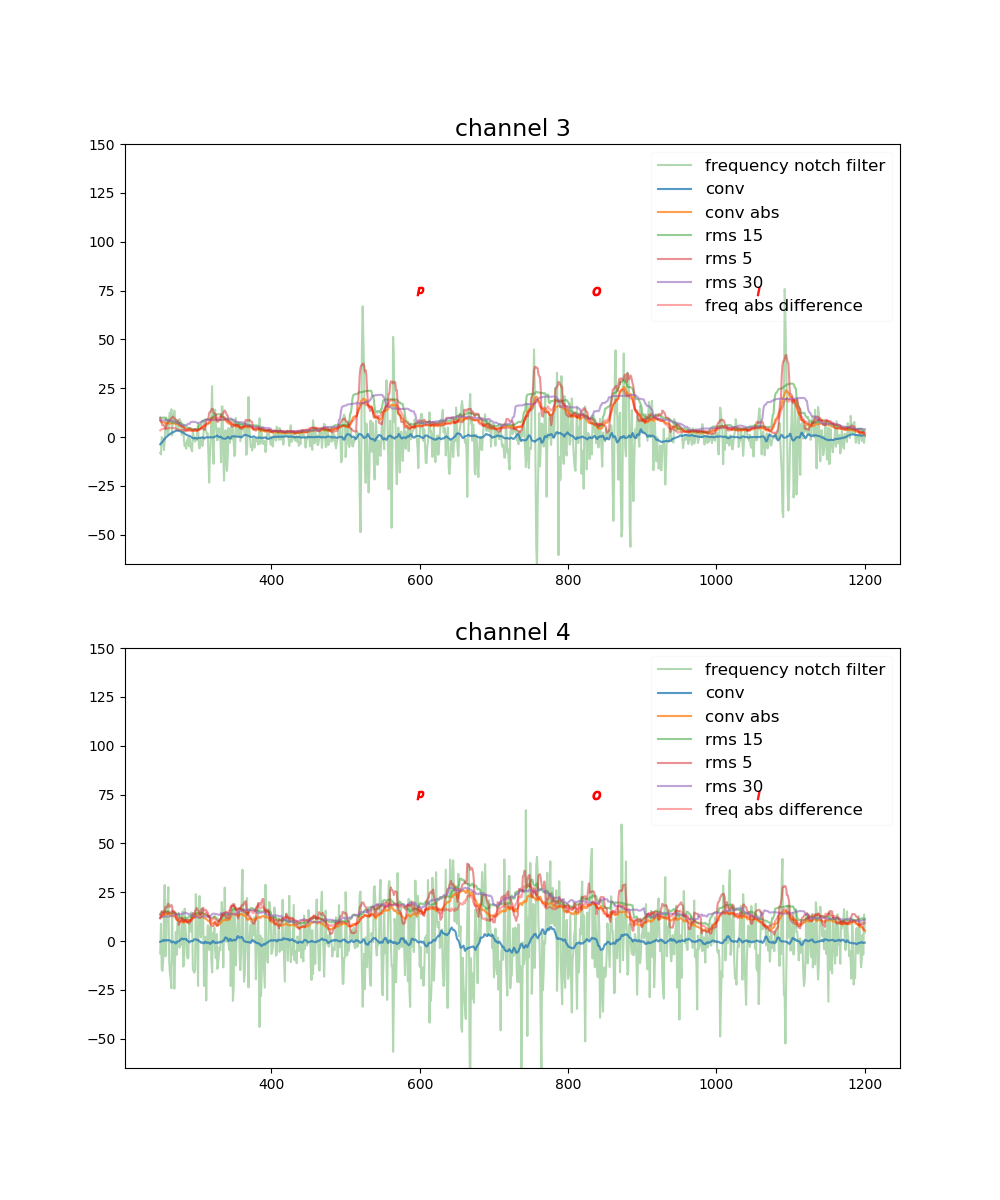 channel 3
150
125
100
75
50
25
0
−25
−50
frequency notch filter
conv
conv abs
rms 15
rms 5
rms 30
freq abs difference
P O I
400 600 800 1000 1200
channel 4
150
125
100
75
50
25
0
−25
−50
frequency notch filter
conv
conv abs
rms 15
rms 5
rms 30
freq abs difference
P O I
400 600 800 1000 1200